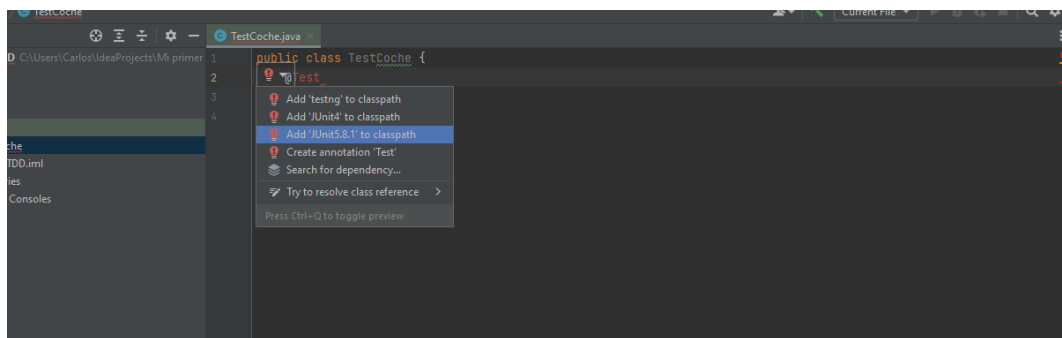 TestCoche
Current File
TestCoche.java
D C:\Users\Carlos\IdeaProjects\Mi primer
1 public class TestCoche {
2 @Test
3
4
Add 'testng' to classpath
Add 'JUnit4' to classpath
Add 'JUnit5.8.1' to classpath
Create annotation 'Test'
Search for dependency...
Try to resolve class reference
Press Ctrl+Q to toggle preview
che
TDD.iml
ies
Consoles